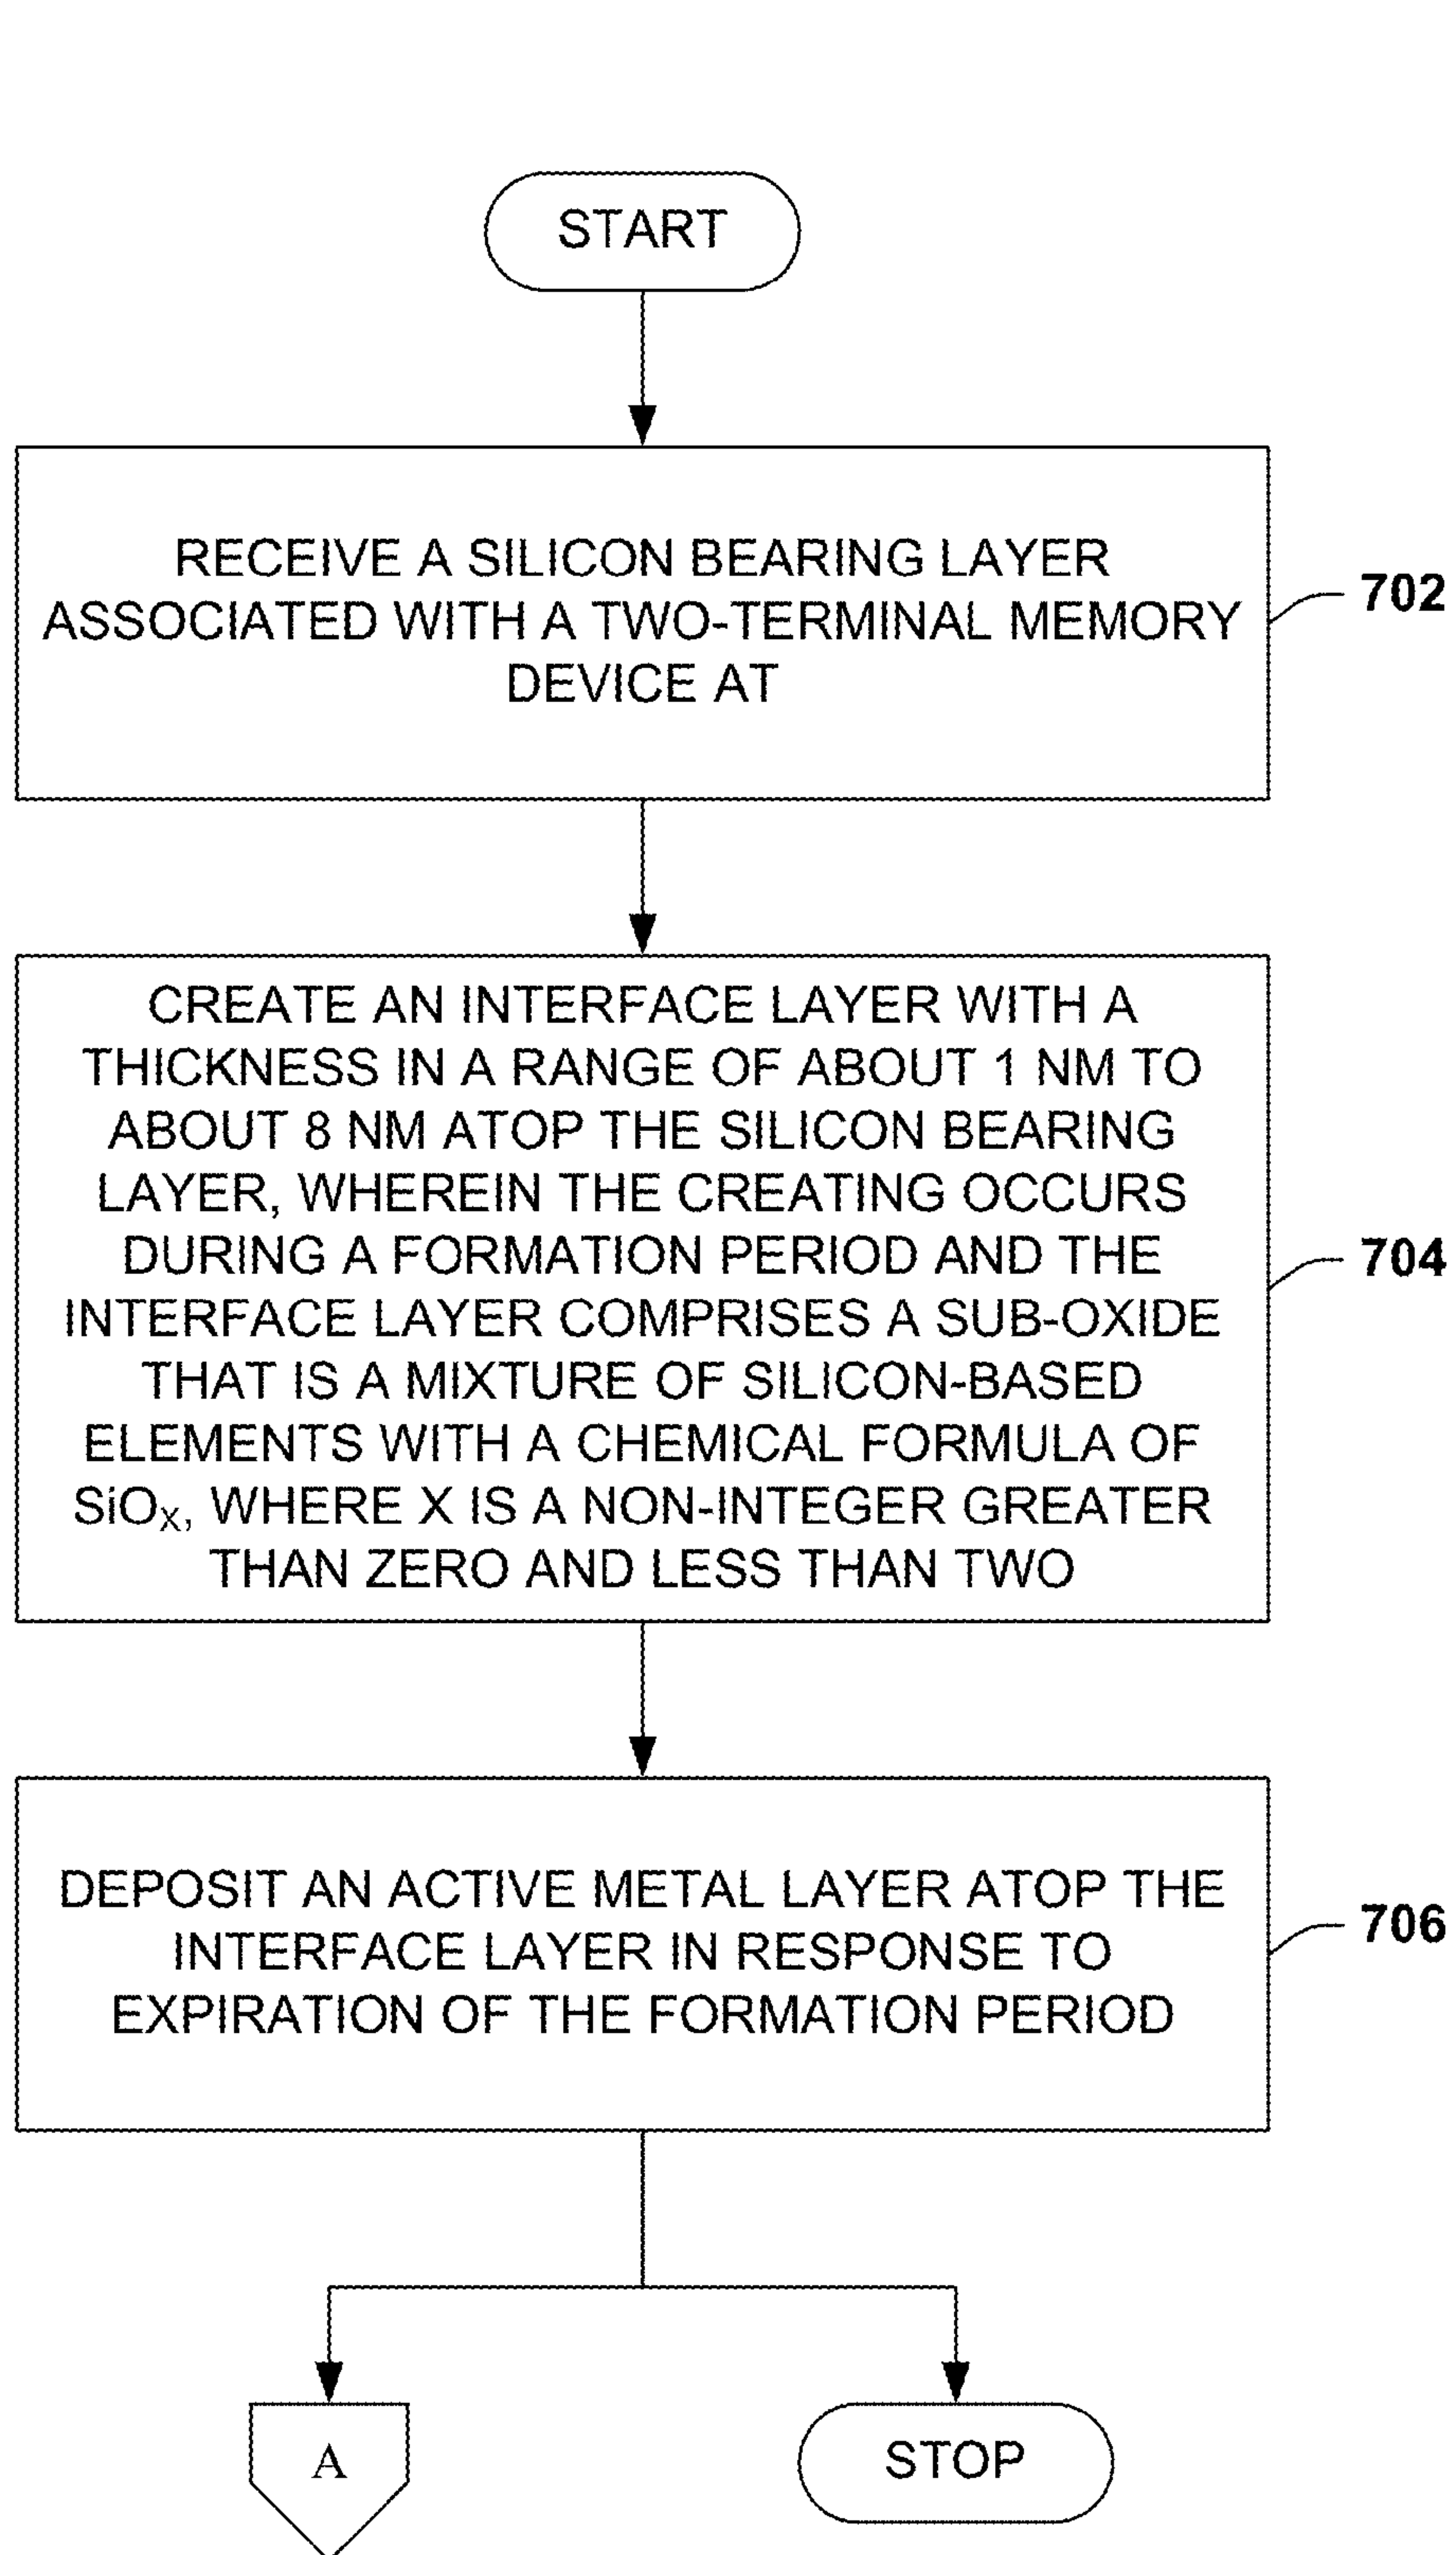 START
RECEIVE A SILICON BEARING LAYER
ASSOCIATED WITH A TWO-TERMINAL MEMORY
DEVICE AT
702
CREATE AN INTERFACE LAYER WITH A
THICKNESS IN A RANGE OF ABOUT 1 NM TO
ABOUT 8 NM ATOP THE SILICON BEARING
LAYER, WHEREIN THE CREATING OCCURS
DURING A FORMATION PERIOD AND THE
INTERFACE LAYER COMPRISES A SUB-OXIDE
THAT IS A MIXTURE OF SILICON-BASED
ELEMENTS WITH A CHEMICAL FORMULA OF
SiOₓ, WHERE X IS A NON-INTEGER GREATER
THAN ZERO AND LESS THAN TWO
704
DEPOSIT AN ACTIVE METAL LAYER ATOP THE
INTERFACE LAYER IN RESPONSE TO
EXPIRATION OF THE FORMATION PERIOD
706
A
STOP